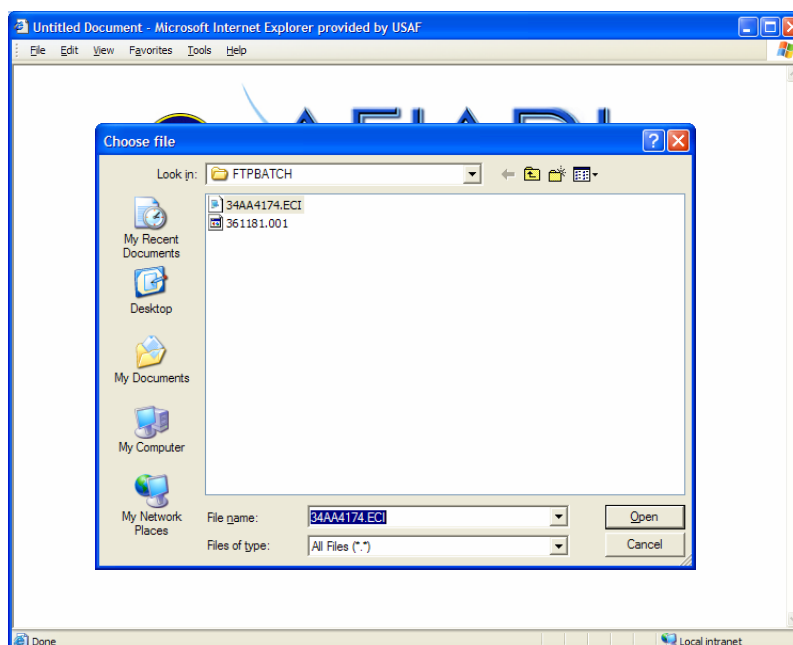 Untitled Document - Microsoft Internet Explorer provided by USAF
File Edit View Favorites Tools Help
Choose file
Look in: FTPBATCH
34AA4174.ECI
361181.001
My Recent
Documents
Desktop
My Documents
My Computer
My Network
Places
File name: 34AA4174.ECI Open
Files of type: All Files (*.*) Cancel
Done Local intranet